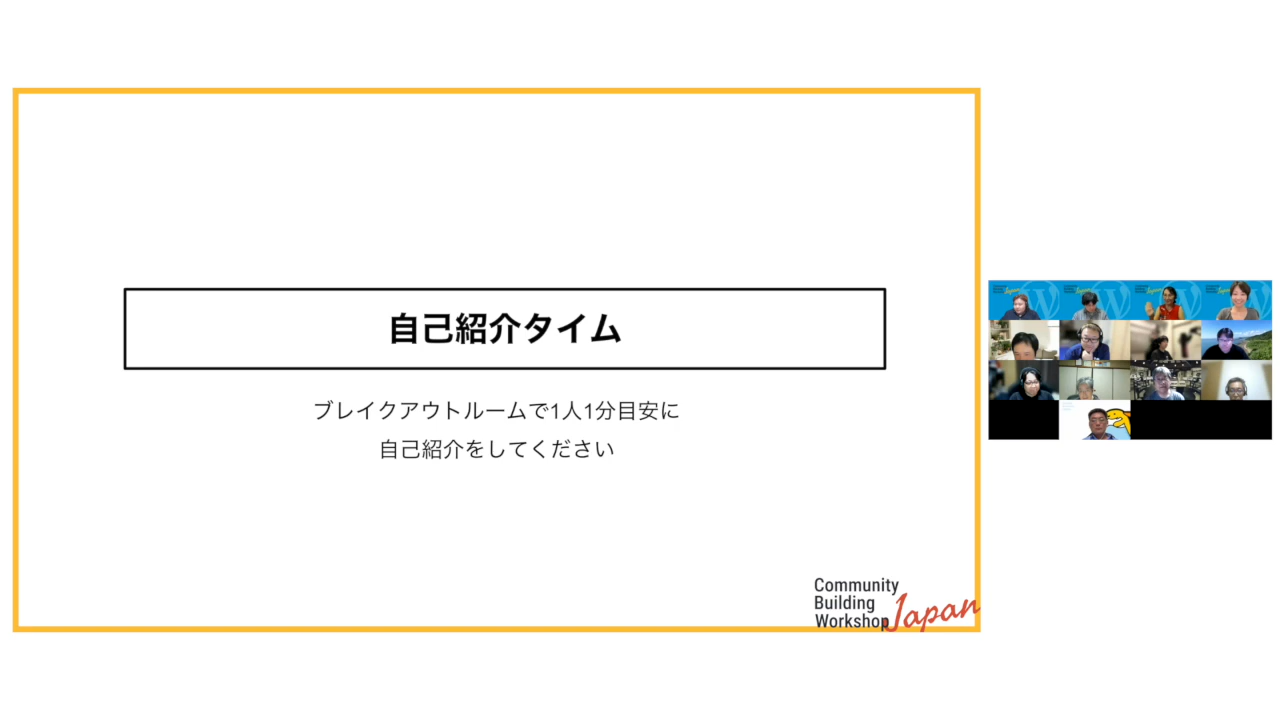 自己紹介タイム
ブレイクアウトルームで1人1分目安に
自己紹介をしてください
Community
Building
Workshop Japan